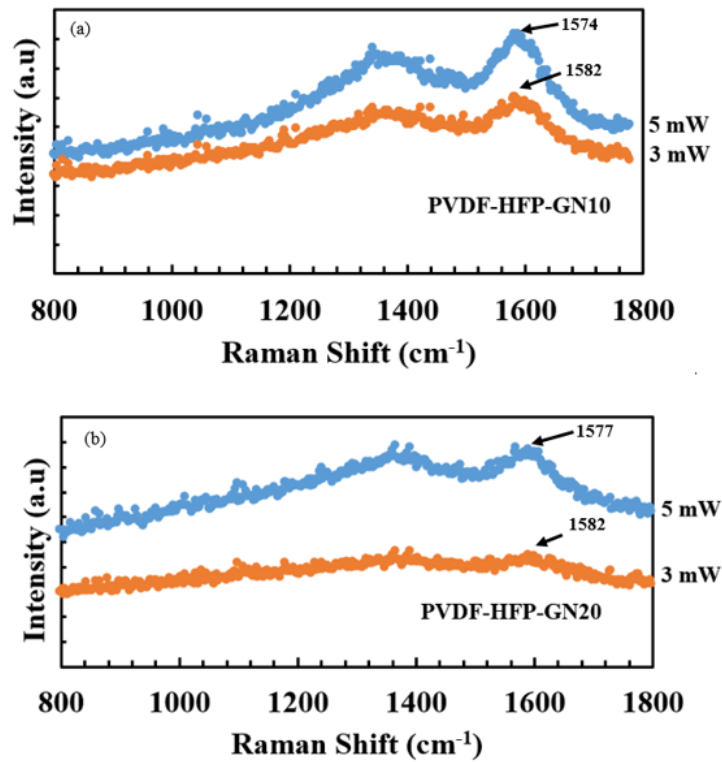 (a)
1574
1582
5 mW
3 mW
PVDF-HFP-GN10
Intensity (a.u)
800 1000 1200 1400 1600 1800
Raman Shift (cm-1)
(b)
1577
1582
5 mW
3 mW
PVDF-HFP-GN20
Intensity (a.u)
800 1000 1200 1400 1600 1800
Raman Shift (cm-1)